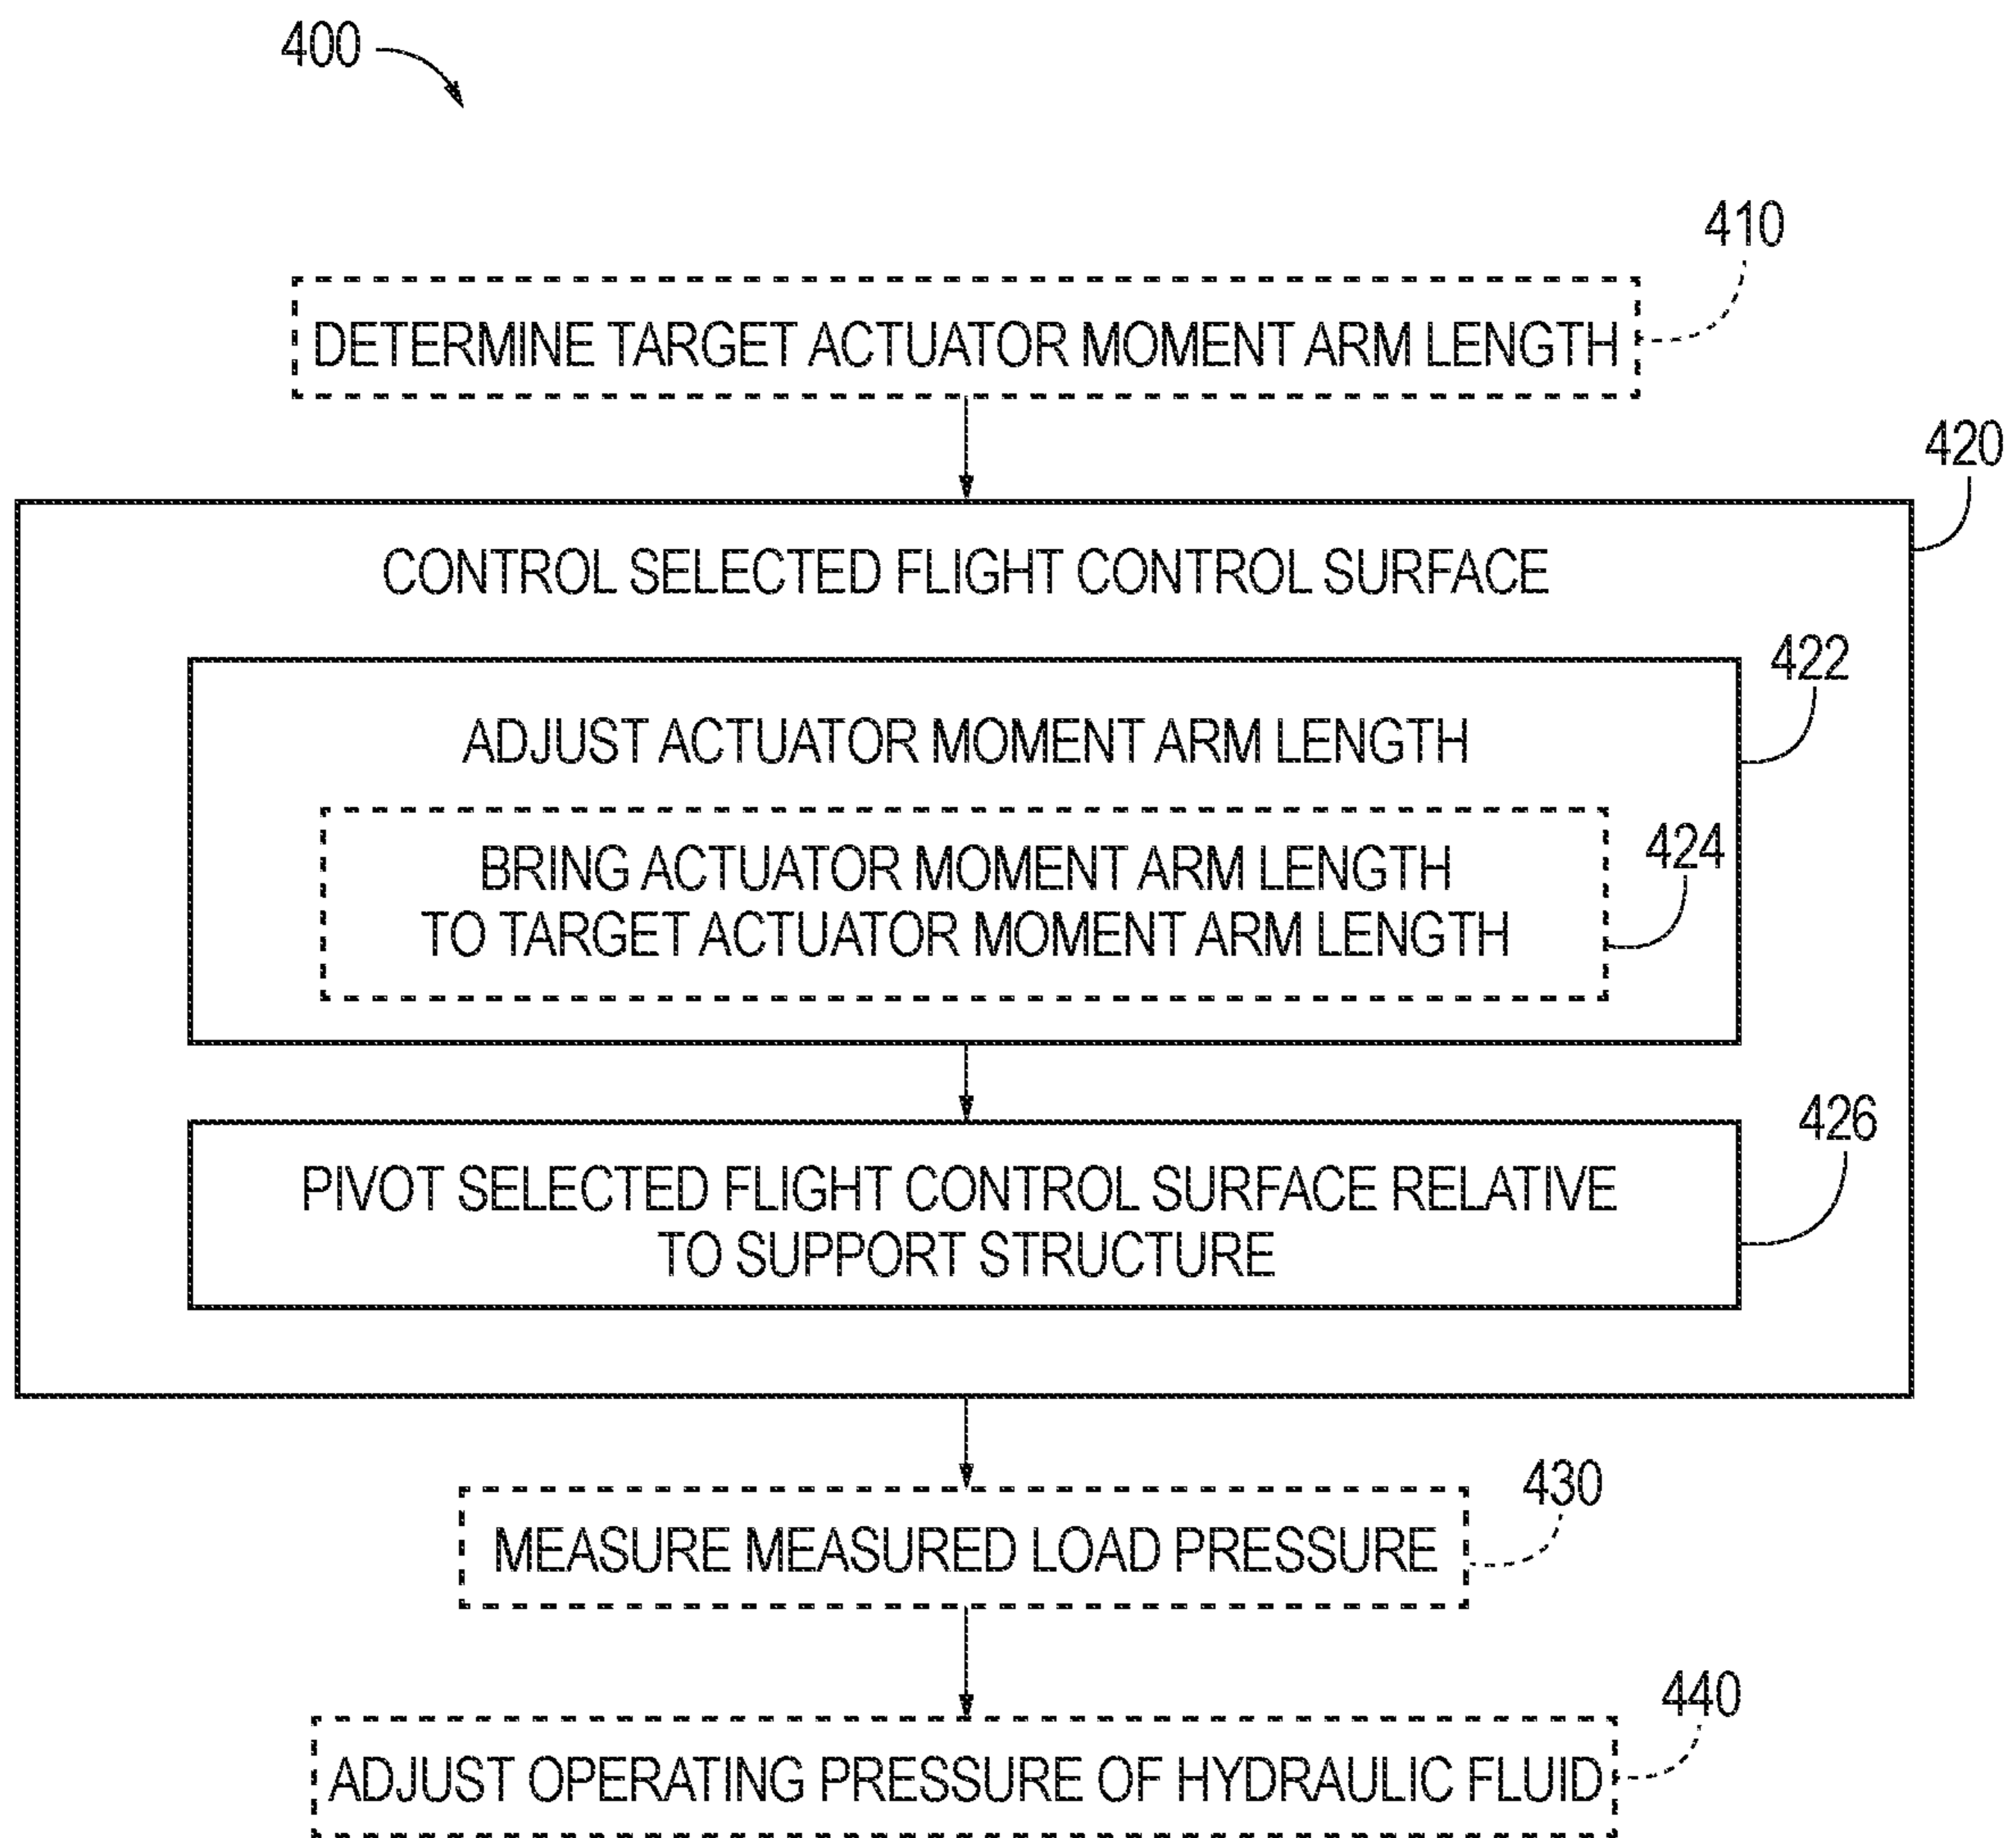 400
410
DETERMINE TARGET ACTUATOR MOMENT ARM LENGTH
420
CONTROL SELECTED FLIGHT CONTROL SURFACE
422
ADJUST ACTUATOR MOMENT ARM LENGTH
424
BRING ACTUATOR MOMENT ARM LENGTH
TO TARGET ACTUATOR MOMENT ARM LENGTH
426
PIVOT SELECTED FLIGHT CONTROL SURFACE RELATIVE
TO SUPPORT STRUCTURE
430
MEASURE MEASURED LOAD PRESSURE
440
ADJUST OPERATING PRESSURE OF HYDRAULIC FLUID